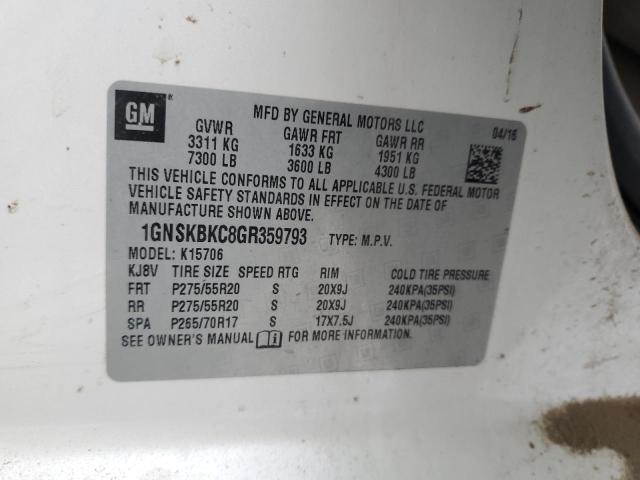 GM ®
MFD BY GENERAL MOTORS LLC
04/16
GVWR GAWR FRT GAWR RR
3311 KG 1633 KG 1951 KG
7300 LB 3600 LB 4300 LB
THIS VEHICLE CONFORMS TO ALL APPLICABLE U.S. FEDERAL MOTOR
VEHICLE SAFETY STANDARDS IN EFFECT ON THE DATE OF
MANUFACTURE SHOWN ABOVE.
1GNSKBKC8GR359793 TYPE: M.P.V.
MODEL: K15706
KJ8V TIRE SIZE SPEED RTG RIM COLD TIRE PRESSURE
FRT P275/55R20 S 20X9J 240KPA(35PSI)
RR P275/55R20 S 20X9J 240KPA(35PSI)
SPA P265/70R17 S 17X7.5J 240KPA(35PSI)
SEE OWNER'S MANUAL i FOR MORE INFORMATION.